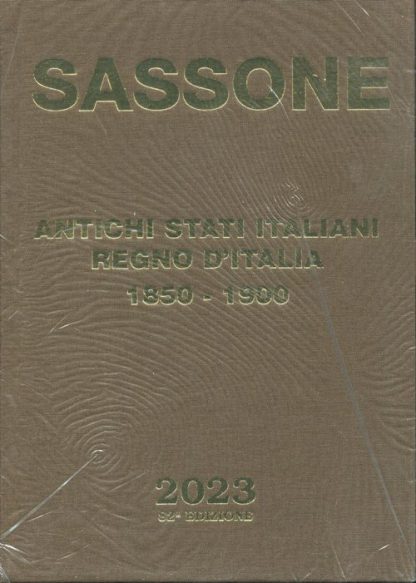 SASSONE
ANTICHI STATI ITALIANI
REGNO D'ITALIA
1850 - 1900
2023
82ª EDIZIONE